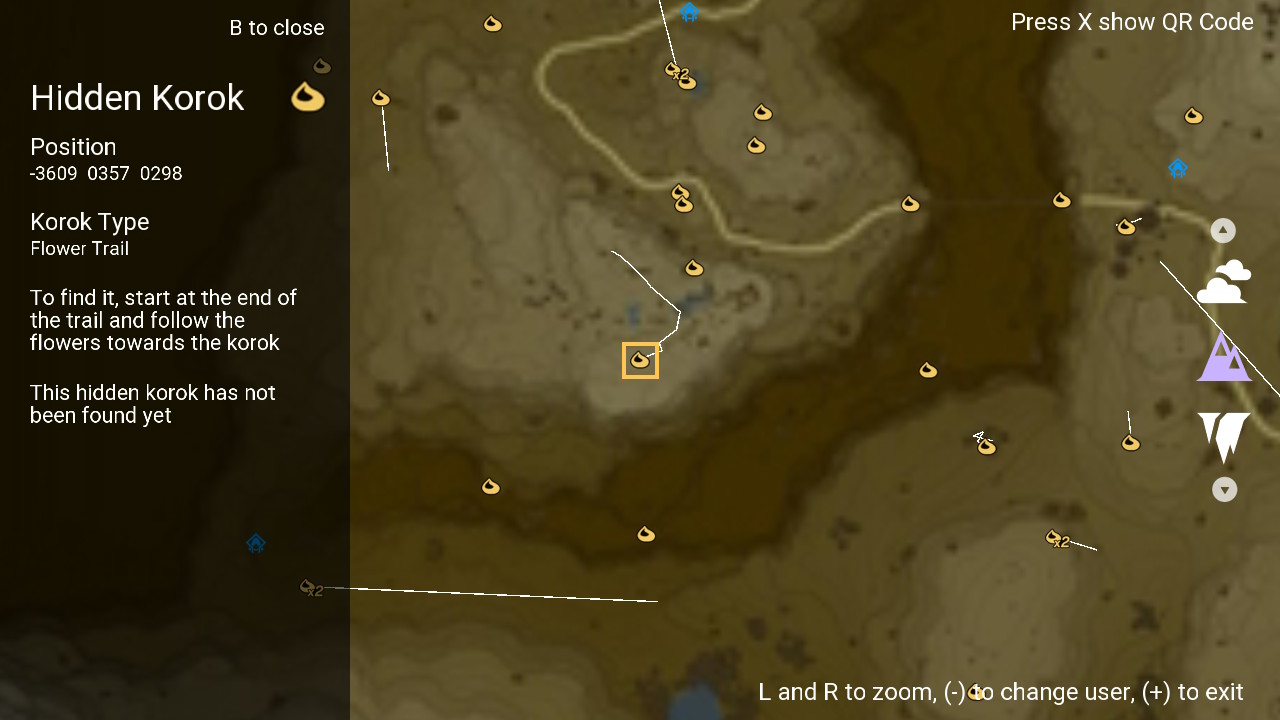 B to close
Press X show QR Code
Hidden Korok
Position
-3609 0357 0298
Korok Type
Flower Trail
To find it, start at the end of
the trail and follow the
flowers towards the korok
This hidden korok has not
been found yet
x2
x2
x2
L and R to zoom, (-) to change user, (+) to exit